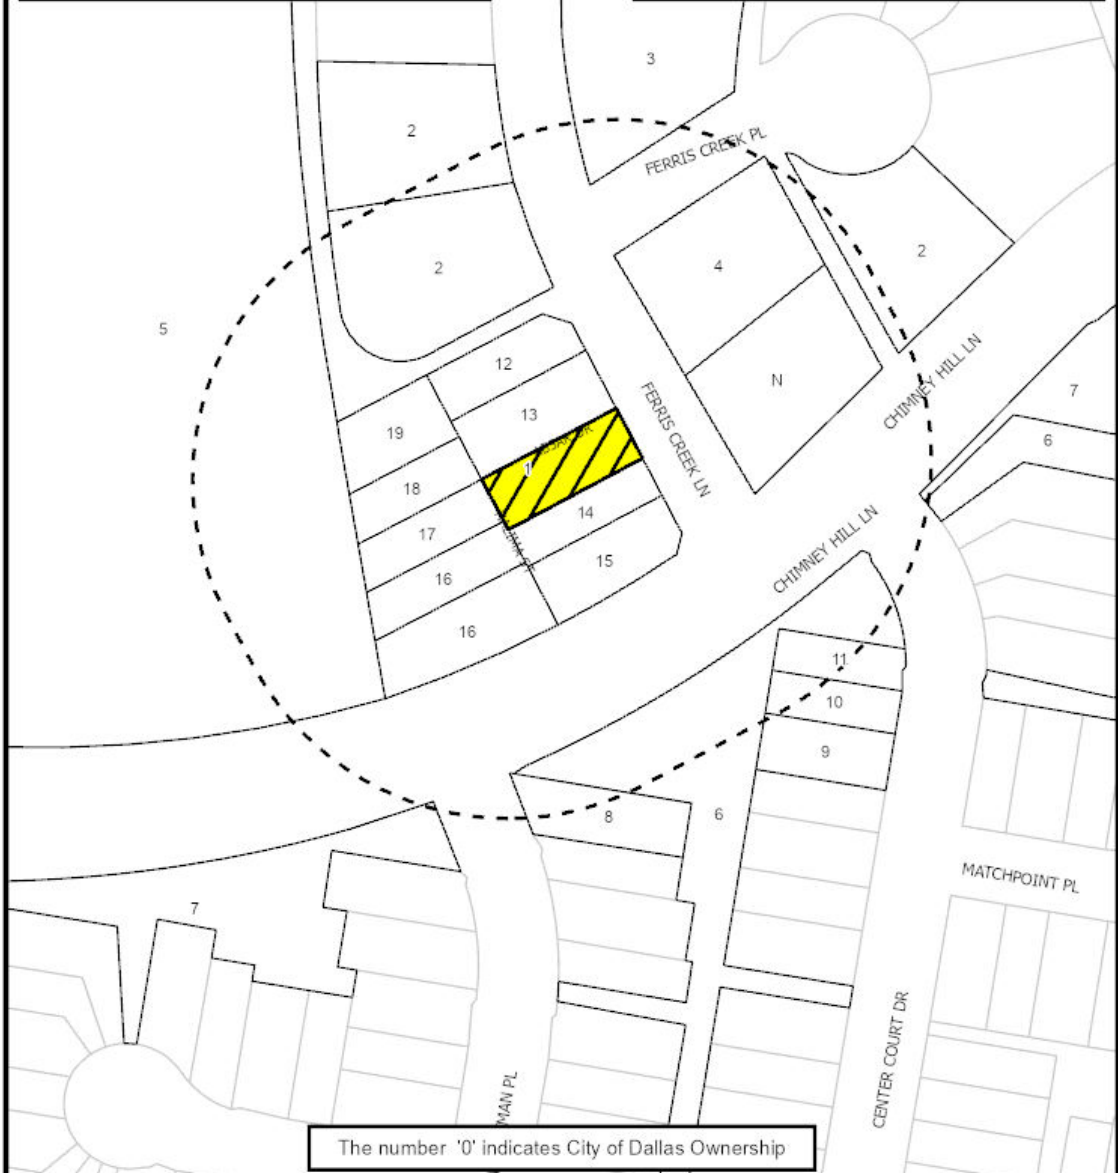 3
2
FERRIS CREEK PL
2
4
2
5
N
12
CHIMNEY HILL LN
FERRIS CREEK LN
7
13
19
6
1
18
14
17
CHIMNEY HILL LN
15
16
16
11
10
9
8
6
MATCHPOINT PL
7
CENTER COURT DR
MAN PL
The number '0' indicates City of Dallas Ownership